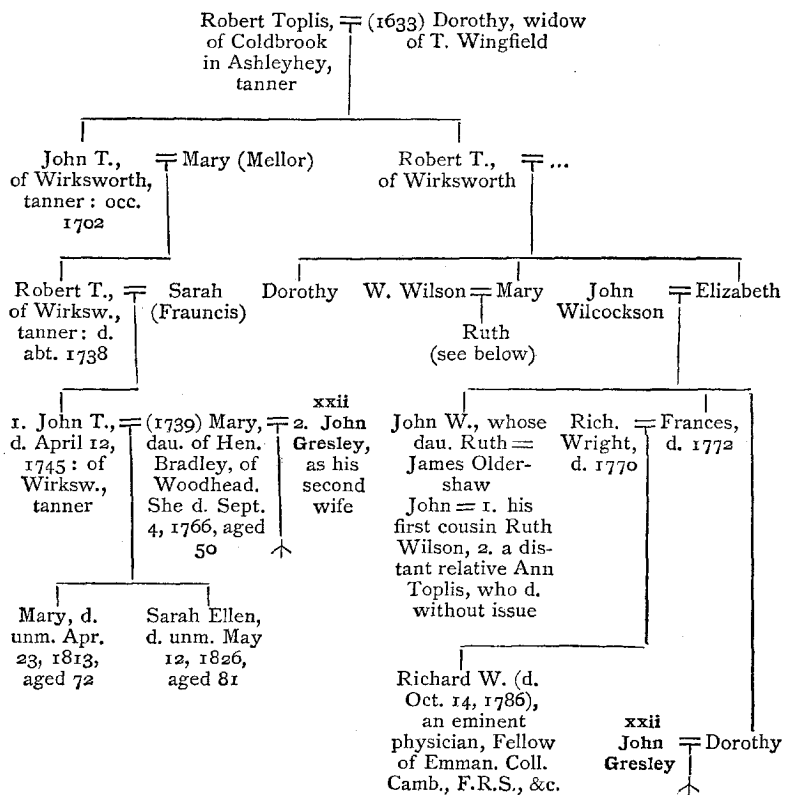 Robert Toplis, = (1633) Dorothy, widow
of Coldbrook of T. Wingfield
in Ashleyhey,
tanner
John T.,
of Wirksworth,
tanner : occ.
1702
= Mary (Mellor)
Robert T.,
of Wirksworth
= ...
Robert T.,
of Wirksw.,
tanner: d.
abt. 1738
= Sarah
(Frauncis)
Dorothy
W. Wilson = Mary
Ruth
(see below)
John
Wilcockson
= Elizabeth
1. John T.,
d. April 12,
1745 : of
Wirksw.,
tanner
= (1739) Mary,
dau. of Hen.
Bradley, of
Woodhead.
She d. Sept.
4, 1766, aged
50
xxii
= 2. John
Gresley,
as his
second
wife
John W., whose
dau. Ruth =
James Older-
shaw
John = 1. his
first cousin Ruth
Wilson, 2. a dis-
tant relative Ann
Toplis, who d.
without issue
Rich.
Wright,
d. 1770
= Frances,
d. 1772
Mary, d.
unm. Apr.
23, 1813,
aged 72
Sarah Ellen,
d. unm. May
12, 1826,
aged 81
Richard W. (d.
Oct. 14, 1786),
an eminent
physician, Fellow
of Emman. Coll.
Camb., F.R.S., &c.
xxii
John
Gresley
= Dorothy